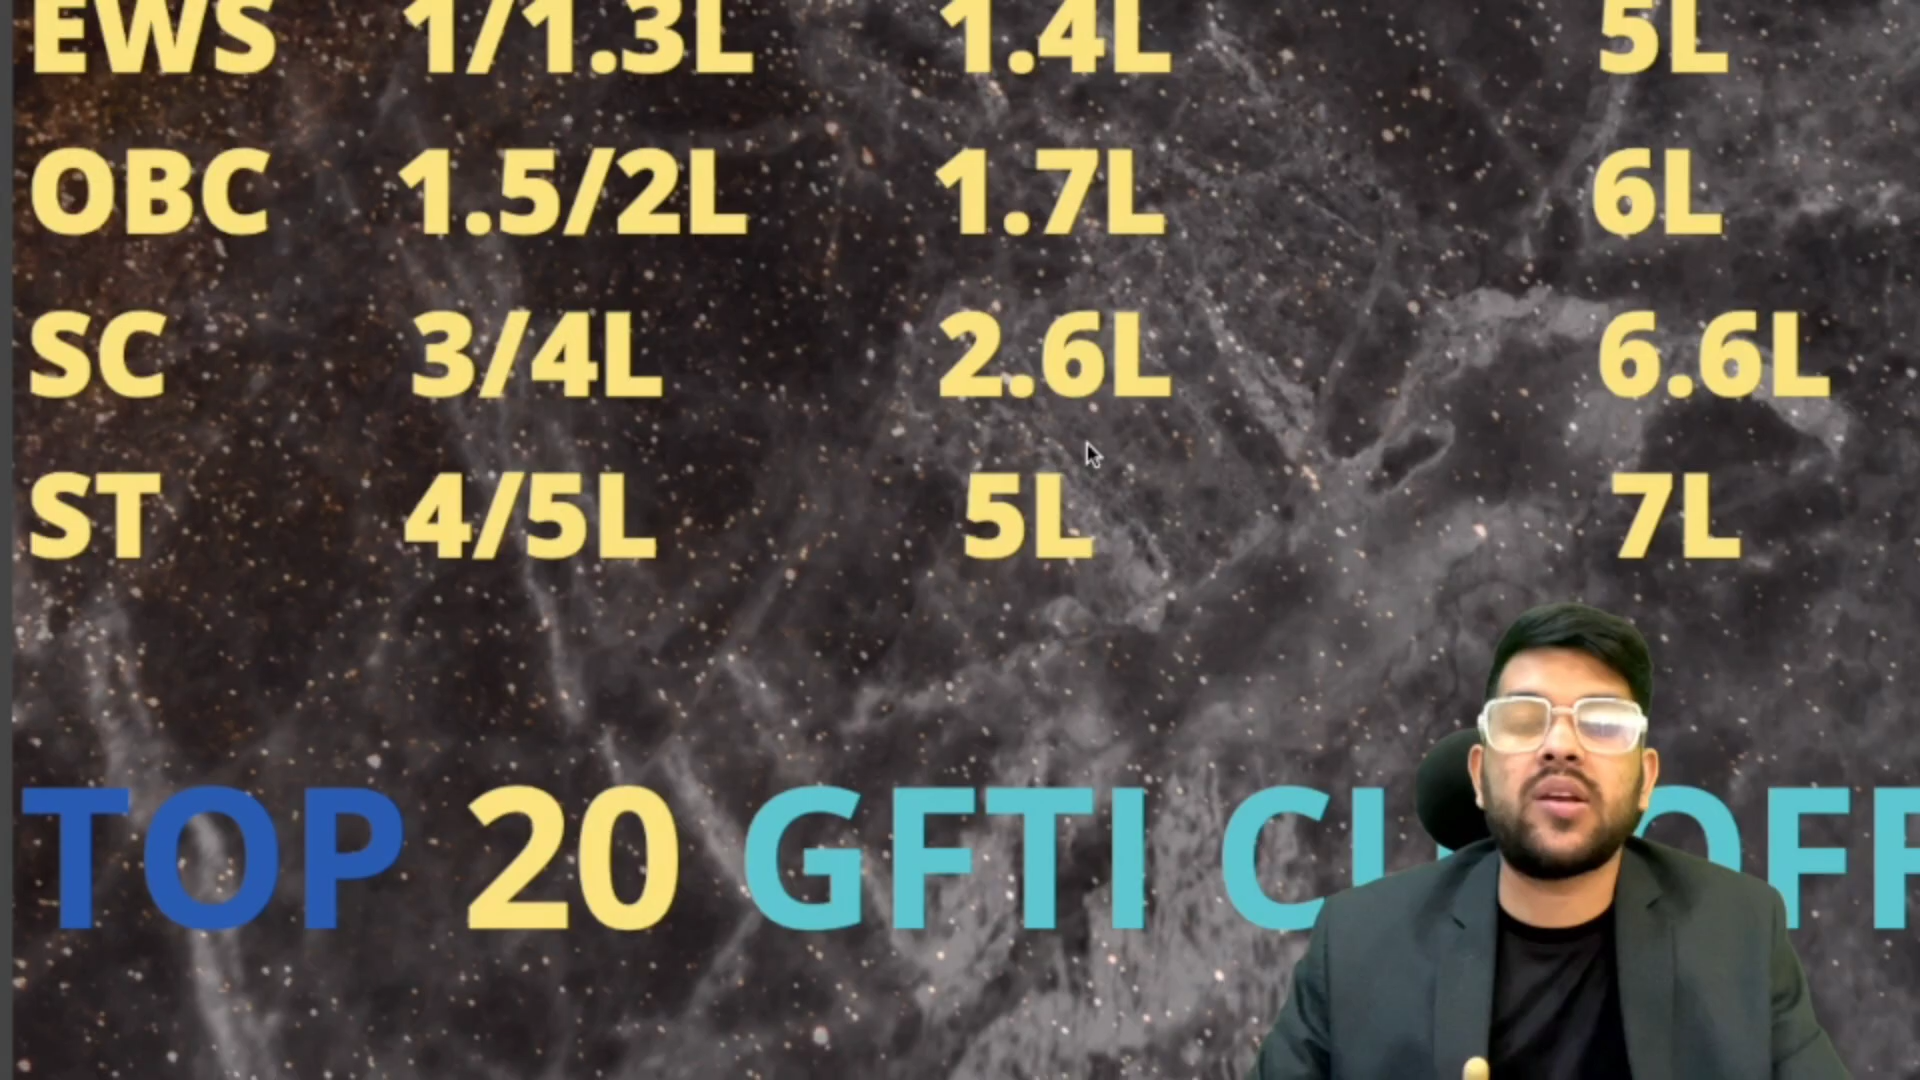 EWS 1/1.3L 1.4L 5L
OBC 1.5/2L 1.7L 6L
SC 3/4L 2.6L 6.6L
ST 4/5L 5L 7L
TOP 20 GFTI